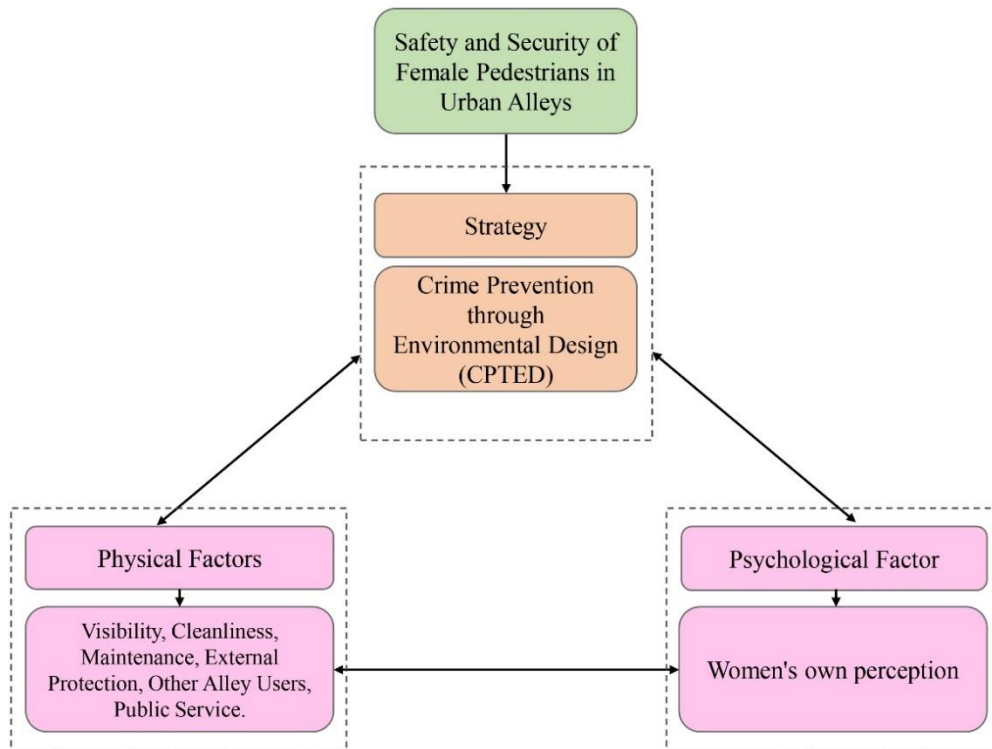 Safety and Security of
Female Pedestrians in
Urban Alleys
Strategy
Crime Prevention
through
Environmental Design
(CPTED)
Physical Factors
Visibility, Cleanliness,
Maintenance, External
Protection, Other Alley Users,
Public Service.
Psychological Factor
Women's own perception